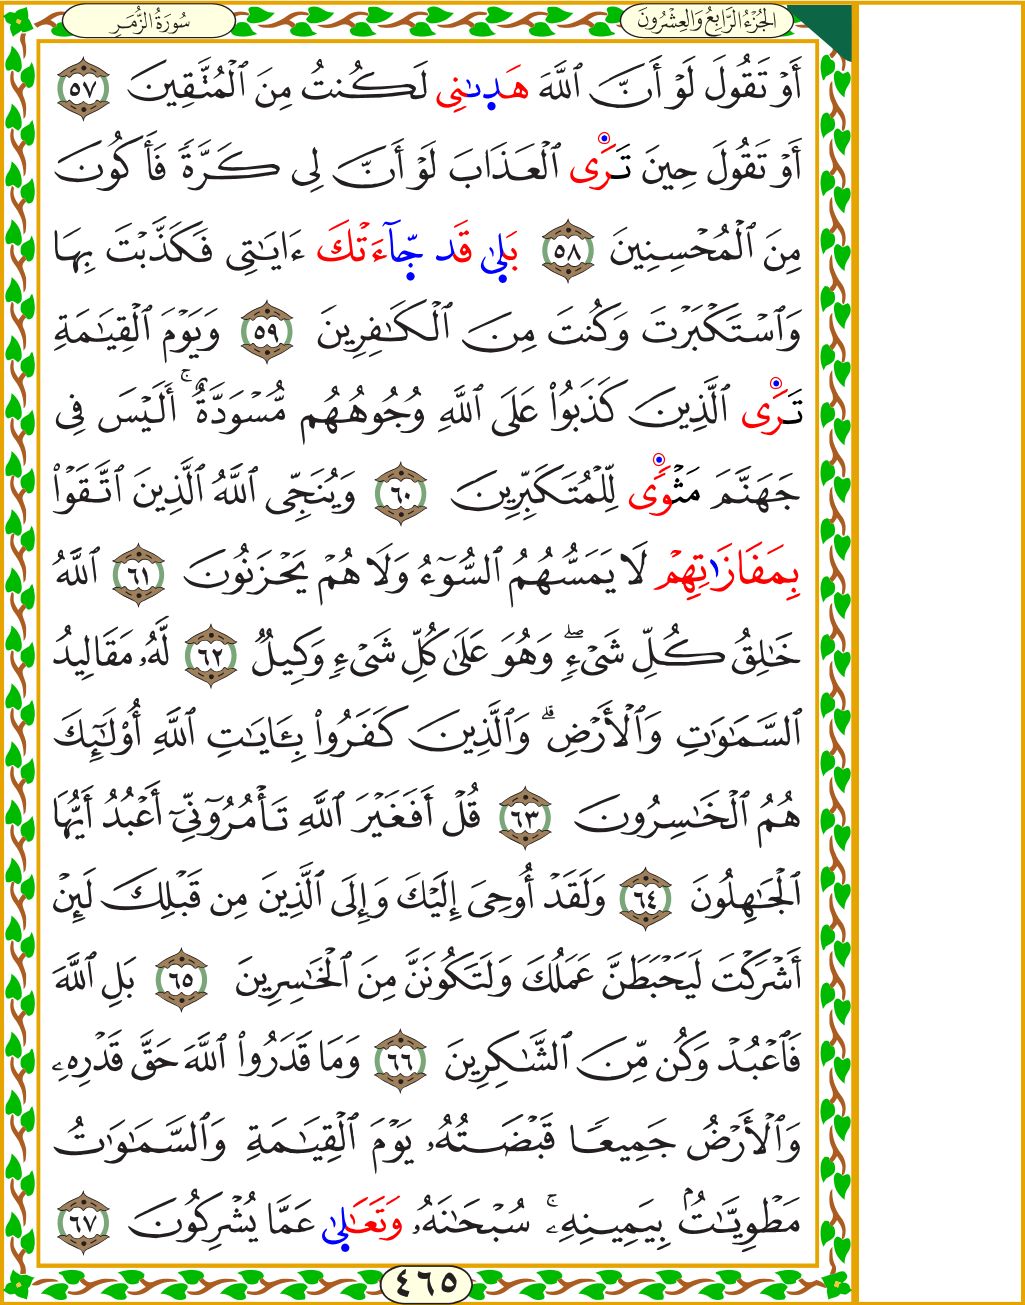 سُورَةُ الزُّمَرِ
الجُزْءُ الرَّابِعُ وَالعِشْرُونَ
أَوْ تَقُولَ لَوْ أَنَّ ٱللَّهَ هَدٜىٰنِى لَكُنتُ مِنَ ٱلْمُتَّقِينَ ٥٧
أَوْ تَقُولَ حِينَ تَرَى ٱلْعَذَابَ لَوْ أَنَّ لِى كَرَّةً فَأَكُونَ
مِنَ ٱلْمُحْسِنِينَ ٥٨ بَلٜىٰ قَد جَّآءَتْكَ ءَايَٰتِى فَكَذَّبْتَ بِهَا
وَٱسْتَكْبَرْتَ وَكُنتَ مِنَ ٱلْكَٰفِرِينَ ٥٩ وَيَوْمَ ٱلْقِيَٰمَةِ
تَرَى ٱلَّذِينَ كَذَبُوا۟ عَلَى ٱللَّهِ وُجُوهُهُم مُّسْوَدَّةٌ ۚ أَلَيْسَ فِى
جَهَنَّمَ مَثْوًى لِّلْمُتَكَبِّرِينَ ٦٠ وَيُنَجِّى ٱللَّهُ ٱلَّذِينَ ٱتَّقَوْا۟
بِمَفَازَاتِهِمْ لَا يَمَسُّهُمُ ٱلسُّوٓءُ وَلَا هُمْ يَحْزَنُونَ ٦١ ٱللَّهُ
خَٰلِقُ كُلِّ شَىْءٍ ۖ وَهُوَ عَلَىٰ كُلِّ شَىْءٍ وَكِيلٌ ٦٢ لَّهُۥ مَقَالِيدُ
ٱلسَّمَٰوَٰتِ وَٱلْأَرْضِ ۗ وَٱلَّذِينَ كَفَرُوا۟ بِـَٔايَٰتِ ٱللَّهِ أُو۟لَٰٓئِكَ
هُمُ ٱلْخَٰسِرُونَ ٦٣ قُلْ أَفَغَيْرَ ٱللَّهِ تَأْمُرُوٓنِّىٓ أَعْبُدُ أَيُّهَا
ٱلْجَٰهِلُونَ ٦٤ وَلَقَدْ أُوحِىَ إِلَيْكَ وَإِلَى ٱلَّذِينَ مِن قَبْلِكَ لَئِنْ
أَشْرَكْتَ لَيَحْبَطَنَّ عَمَلُكَ وَلَتَكُونَنَّ مِنَ ٱلْخَٰسِرِينَ ٦٥ بَلِ ٱللَّهَ
فَٱعْبُدْ وَكُن مِّنَ ٱلشَّٰكِرِينَ ٦٦ وَمَا قَدَرُوا۟ ٱللَّهَ حَقَّ قَدْرِهِۦ
وَٱلْأَرْضُ جَمِيعًا قَبْضَتُهُۥ يَوْمَ ٱلْقِيَٰمَةِ وَٱلسَّمَٰوَٰتُ
مَطْوِيَّٰتٌۢ بِيَمِينِهِۦ ۚ سُبْحَٰنَهُۥ وَتَعَٰلٜىٰ عَمَّا يُشْرِكُونَ ٦٧
٤٦٥